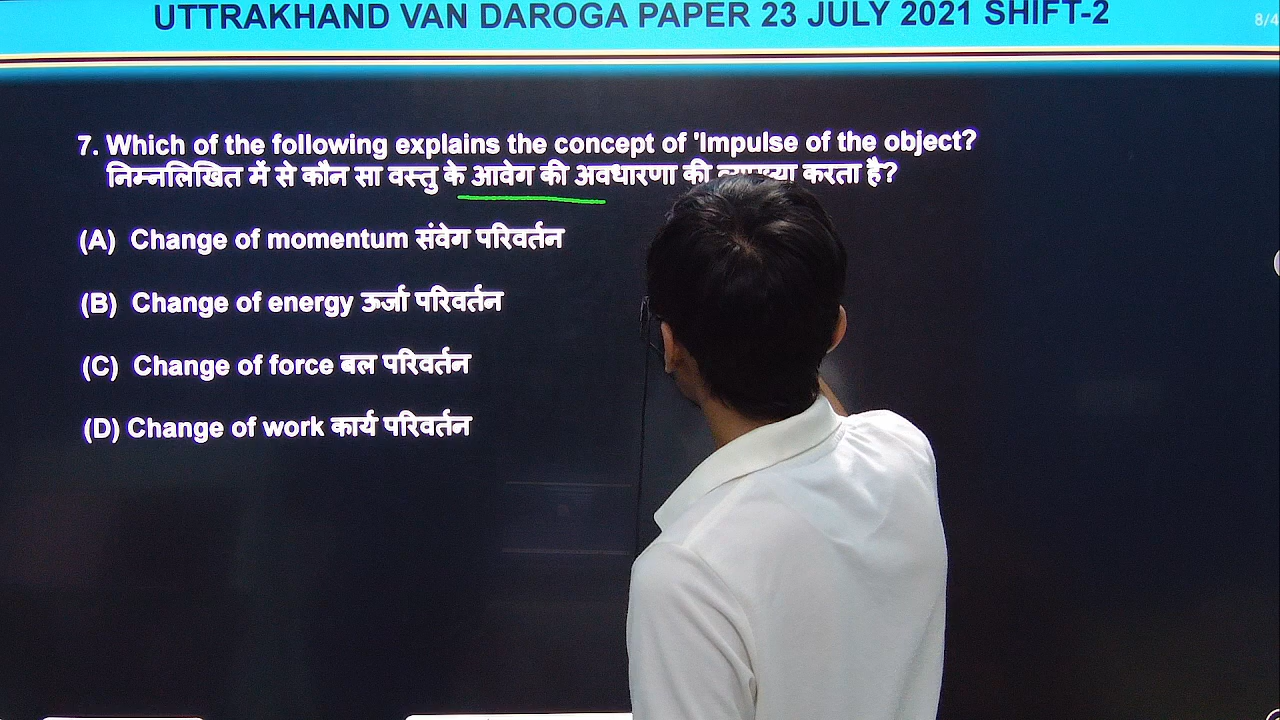 UTTRAKHAND VAN DAROGA PAPER 23 JULY 2021 SHIFT-2
8/4
7. Which of the following explains the concept of 'Impulse of the object?
निम्नलिखित में से कौन सा वस्तु के आवेग की अवधारणा की व्याख्या करता है?
(A) Change of momentum संवेग परिवर्तन
(B) Change of energy ऊर्जा परिवर्तन
(C) Change of force बल परिवर्तन
(D) Change of work कार्य परिवर्तन